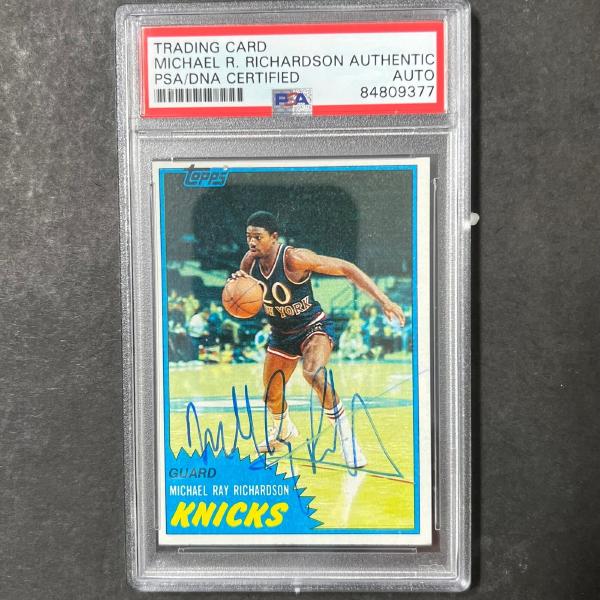 TRADING CARD
MICHAEL R. RICHARDSON AUTHENTIC
PSA/DNA CERTIFIED AUTO
PSA 84809377
topps
20
NEW YORK
GUARD
MICHAEL RAY RICHARDSON
KNICKS